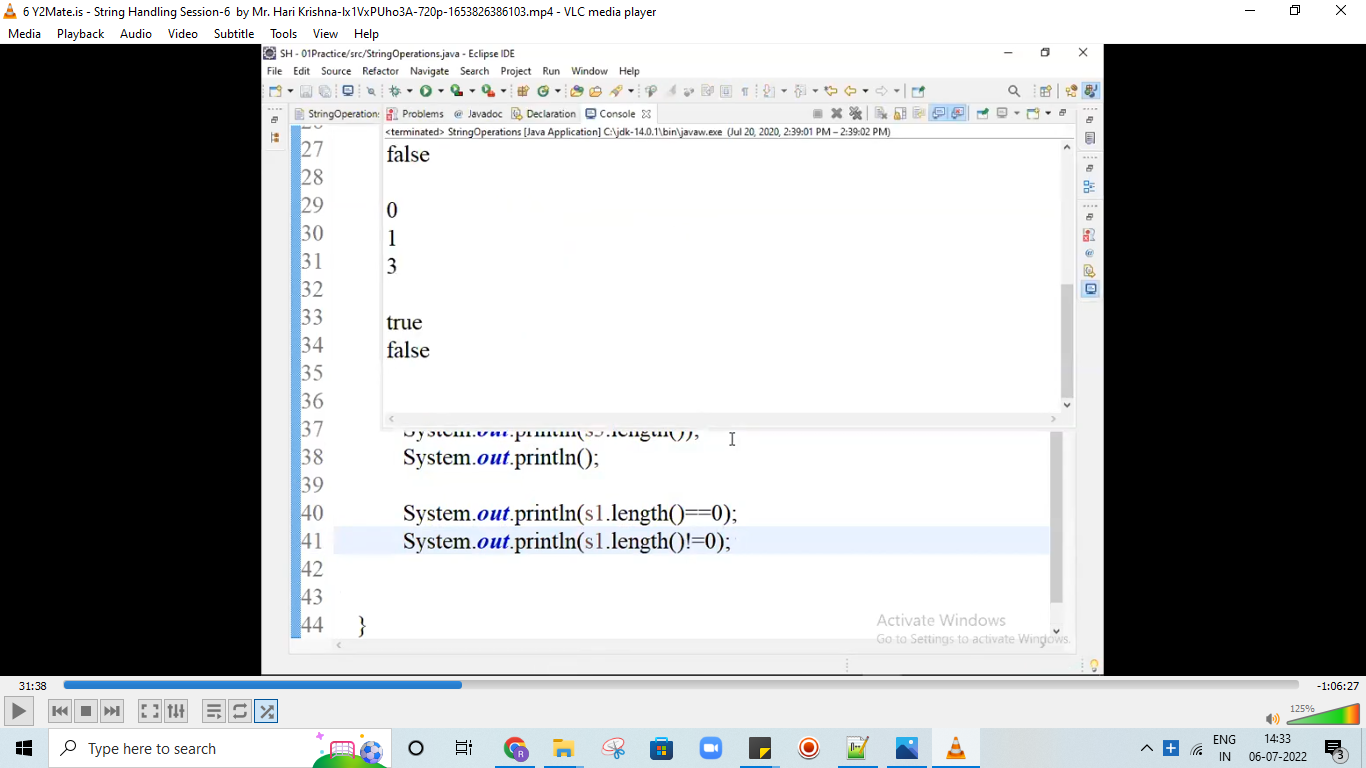 6 Y2Mate.is - String Handling Session-6 by Mr. Hari Krishna-lx1VxPUho3A-720p-1653826386103.mp4 - VLC media player
Media Playback Audio Video Subtitle Tools View Help
SH - 01Practice/src/StringOperations.java - Eclipse IDE
File Edit Source Refactor Navigate Search Project Run Window Help
StringOperations Problems @ Javadoc Declaration Console
<terminated> StringOperations [Java Application] C:\jdk-14.0.1\bin\javaw.exe (Jul 20, 2020, 2:39:01 PM – 2:39:02 PM)
27 false
28
29 0
30 1
31 3
32
33 true
34 false
35
36
37 System.out.println(s3.length());
38 System.out.println();
39
40 System.out.println(s1.length()==0);
41 System.out.println(s1.length()!=0);
42
43
44 }
Activate Windows
Go to Settings to activate Windows.
31:38 -1:06:27
125%
Type here to search
ENG 14:33
IN 06-07-2022 3